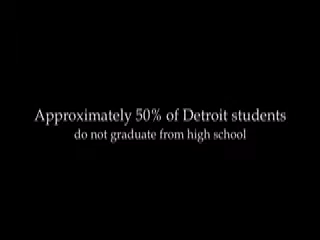 Approximately 50% of Detroit students
do not graduate from high school